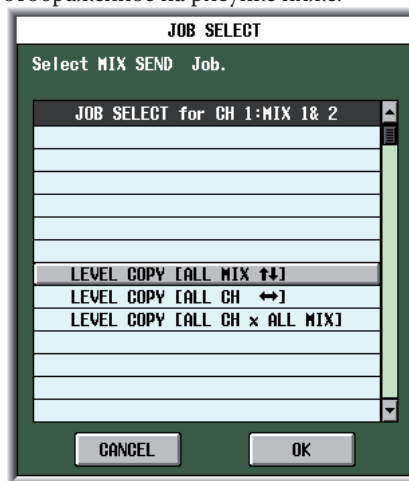 отображенное на рисунке ниже.
JOB SELECT
Select MIX SEND Job.
JOB SELECT for CH 1:MIX 1& 2
LEVEL COPY [ALL MIX ↑↓]
LEVEL COPY [ALL CH ↔]
LEVEL COPY [ALL CH x ALL MIX]
CANCEL
OK